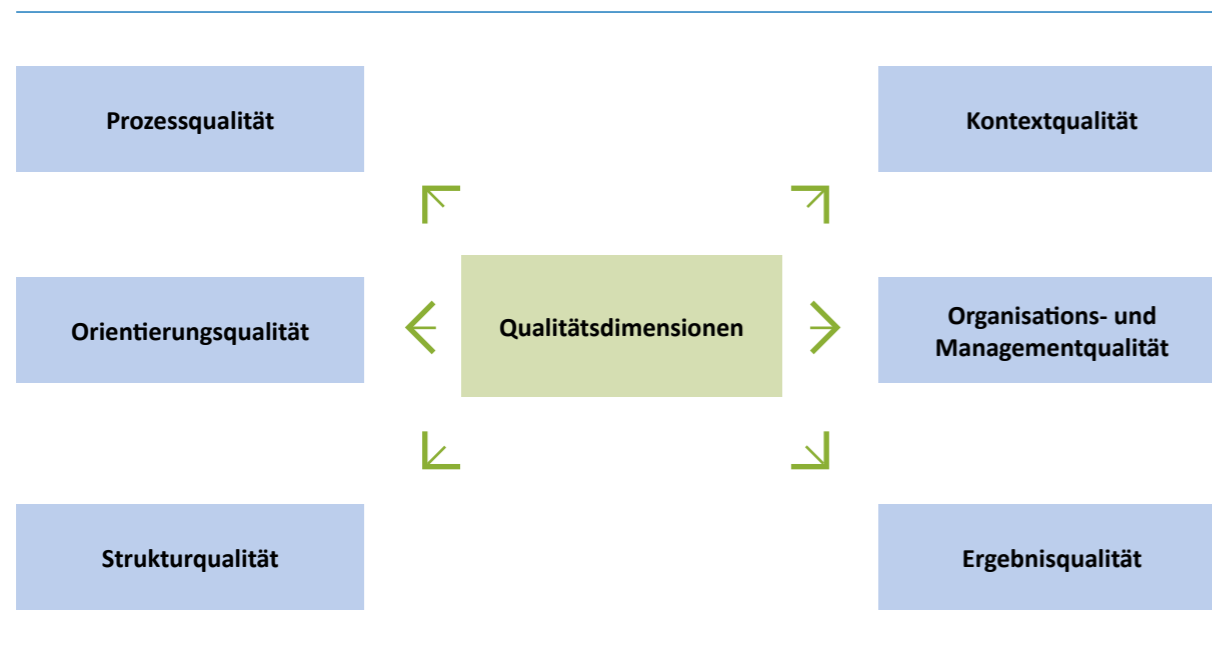 Prozessqualität
Kontextqualität
Orientierungsqualität
Qualitätsdimensionen
Organisations- und
Managementqualität
Strukturqualität
Ergebnisqualität